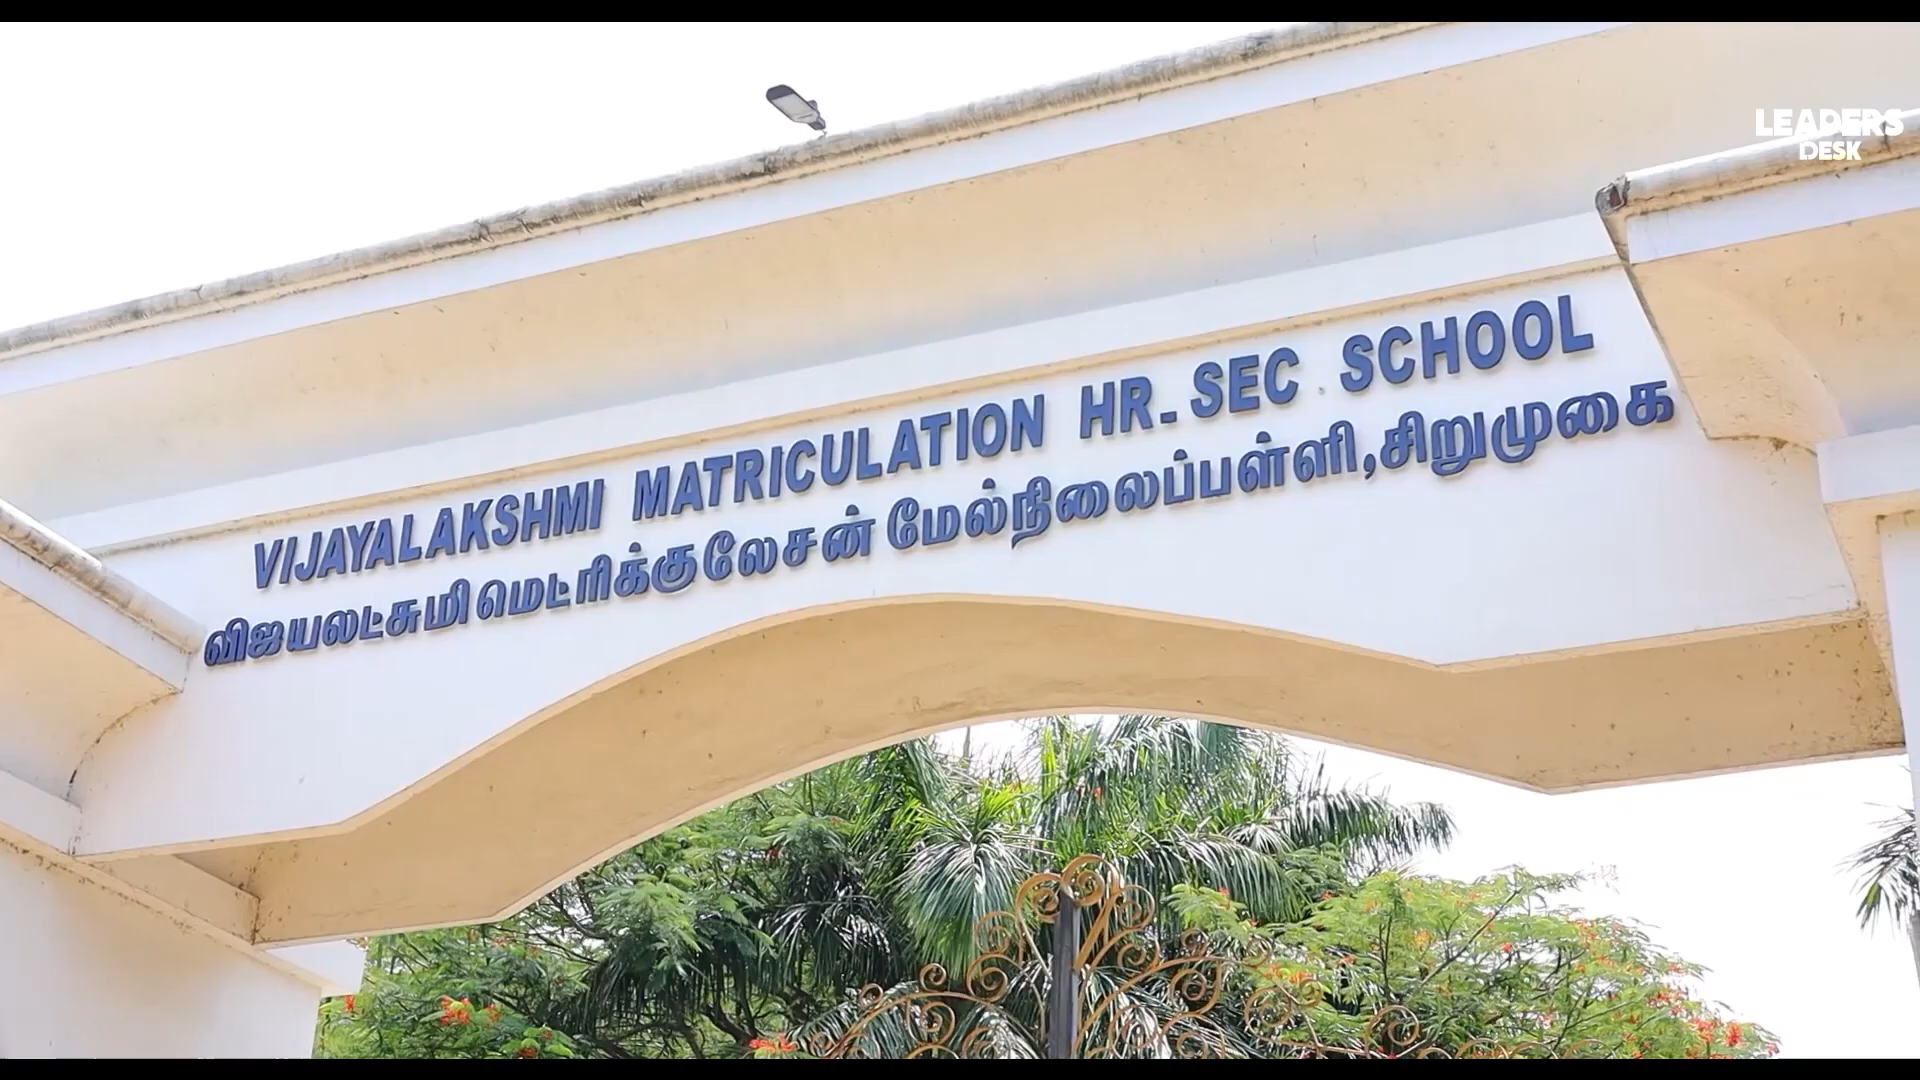 LEADERS
DESK
VIJAYALAKSHMI MATRICULATION HR. SEC. SCHOOL
விஜயலட்சுமி மெட்ரிக்குலேசன் மேல்நிலைப்பள்ளி,சிறுமுகை